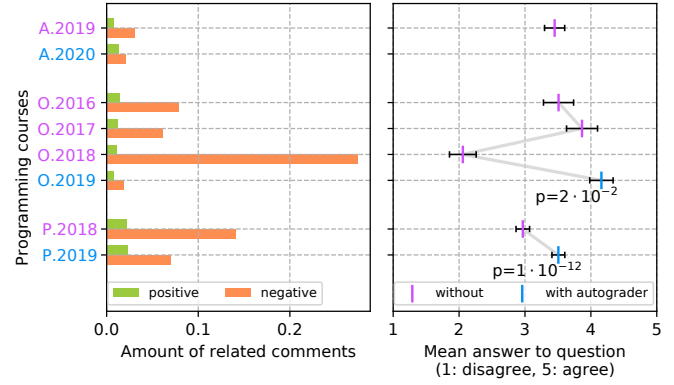 Programming courses
A.2019
A.2020
O.2016
O.2017
O.2018
O.2019
P.2018
P.2019
positive negative
0.0 0.1 0.2
Amount of related comments
p=2 · 10⁻²
p=1 · 10⁻¹²
without with autograder
1 2 3 4 5
Mean answer to question
(1: disagree, 5: agree)